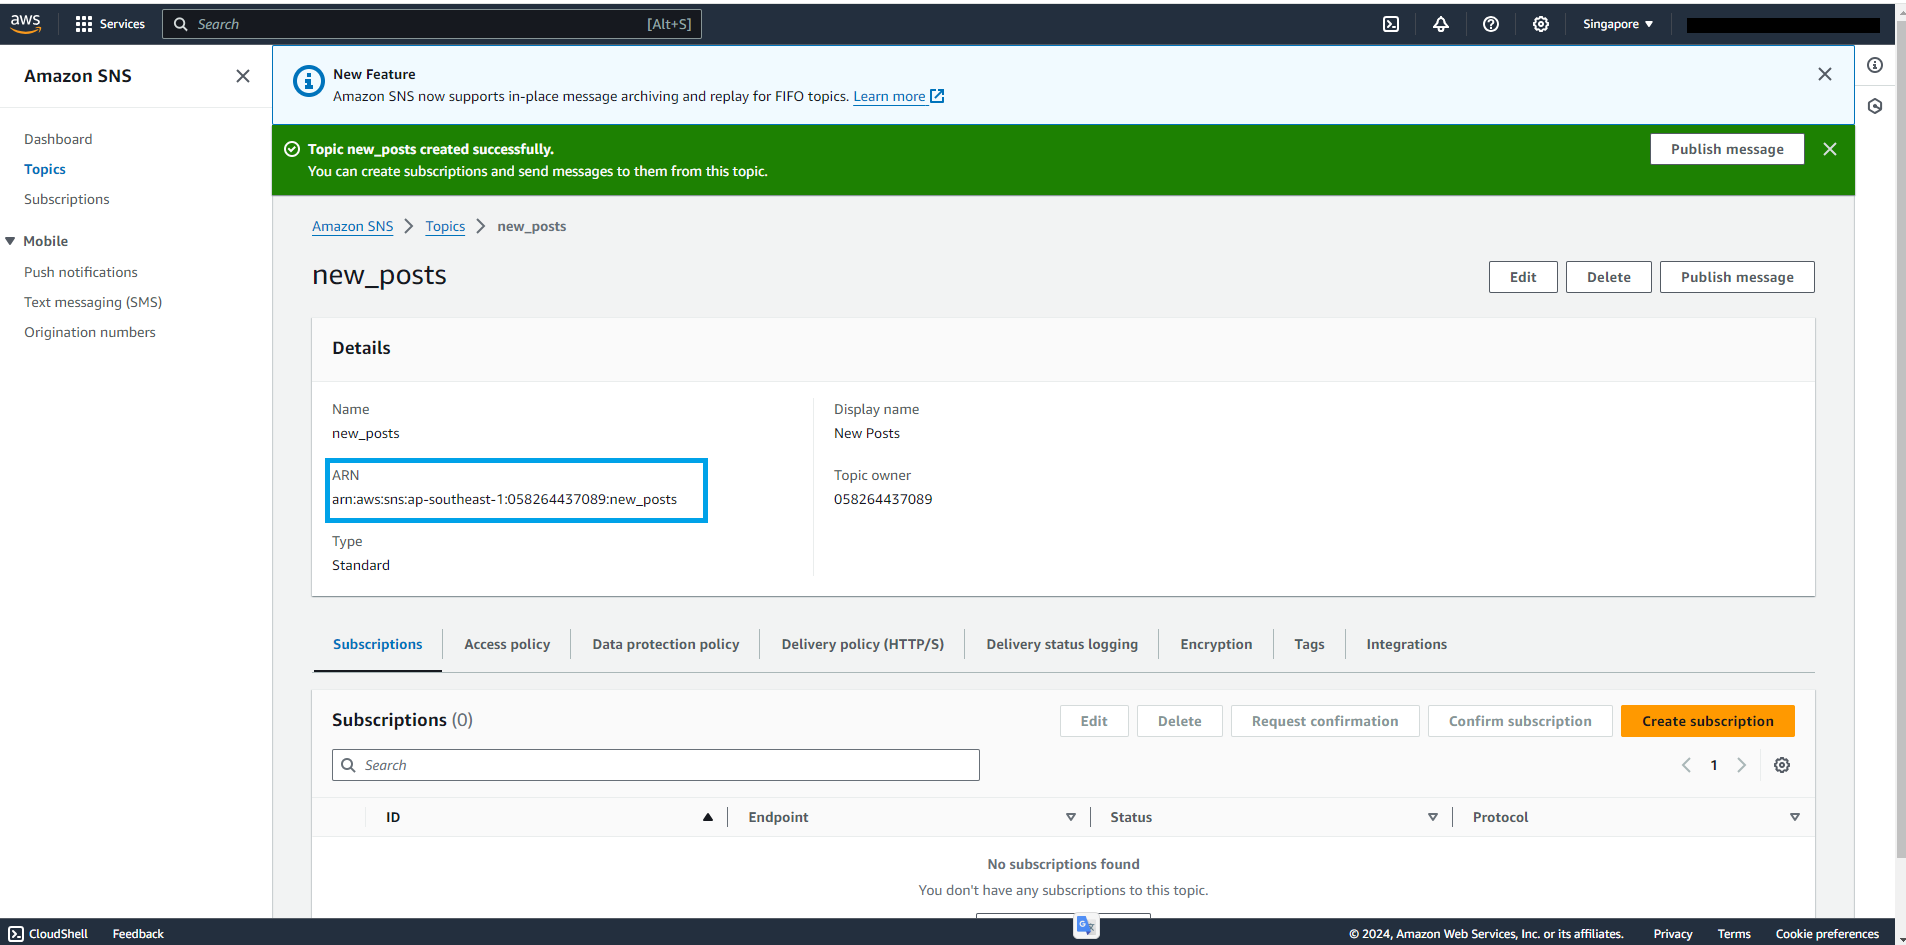 aws Services Search [Alt+S] Singapore
Amazon SNS
Dashboard
Topics
Subscriptions
Mobile
Push notifications
Text messaging (SMS)
Origination numbers
New Feature
Amazon SNS now supports in-place message archiving and replay for FIFO topics. Learn more
Topic new_posts created successfully.
You can create subscriptions and send messages to them from this topic.
Publish message
Amazon SNS Topics new_posts
new_posts
Edit Delete Publish message
Details
Name
new_posts
ARN
arn:aws:sns:ap-southeast-1:058264437089:new_posts
Type
Standard
Display name
New Posts
Topic owner
058264437089
Subscriptions Access policy Data protection policy Delivery policy (HTTP/S) Delivery status logging Encryption Tags Integrations
Subscriptions (0)
Edit Delete Request confirmation Confirm subscription Create subscription
Search
1
ID Endpoint Status Protocol
No subscriptions found
You don't have any subscriptions to this topic.
CloudShell Feedback © 2024, Amazon Web Services, Inc. or its affiliates. Privacy Terms Cookie preferences